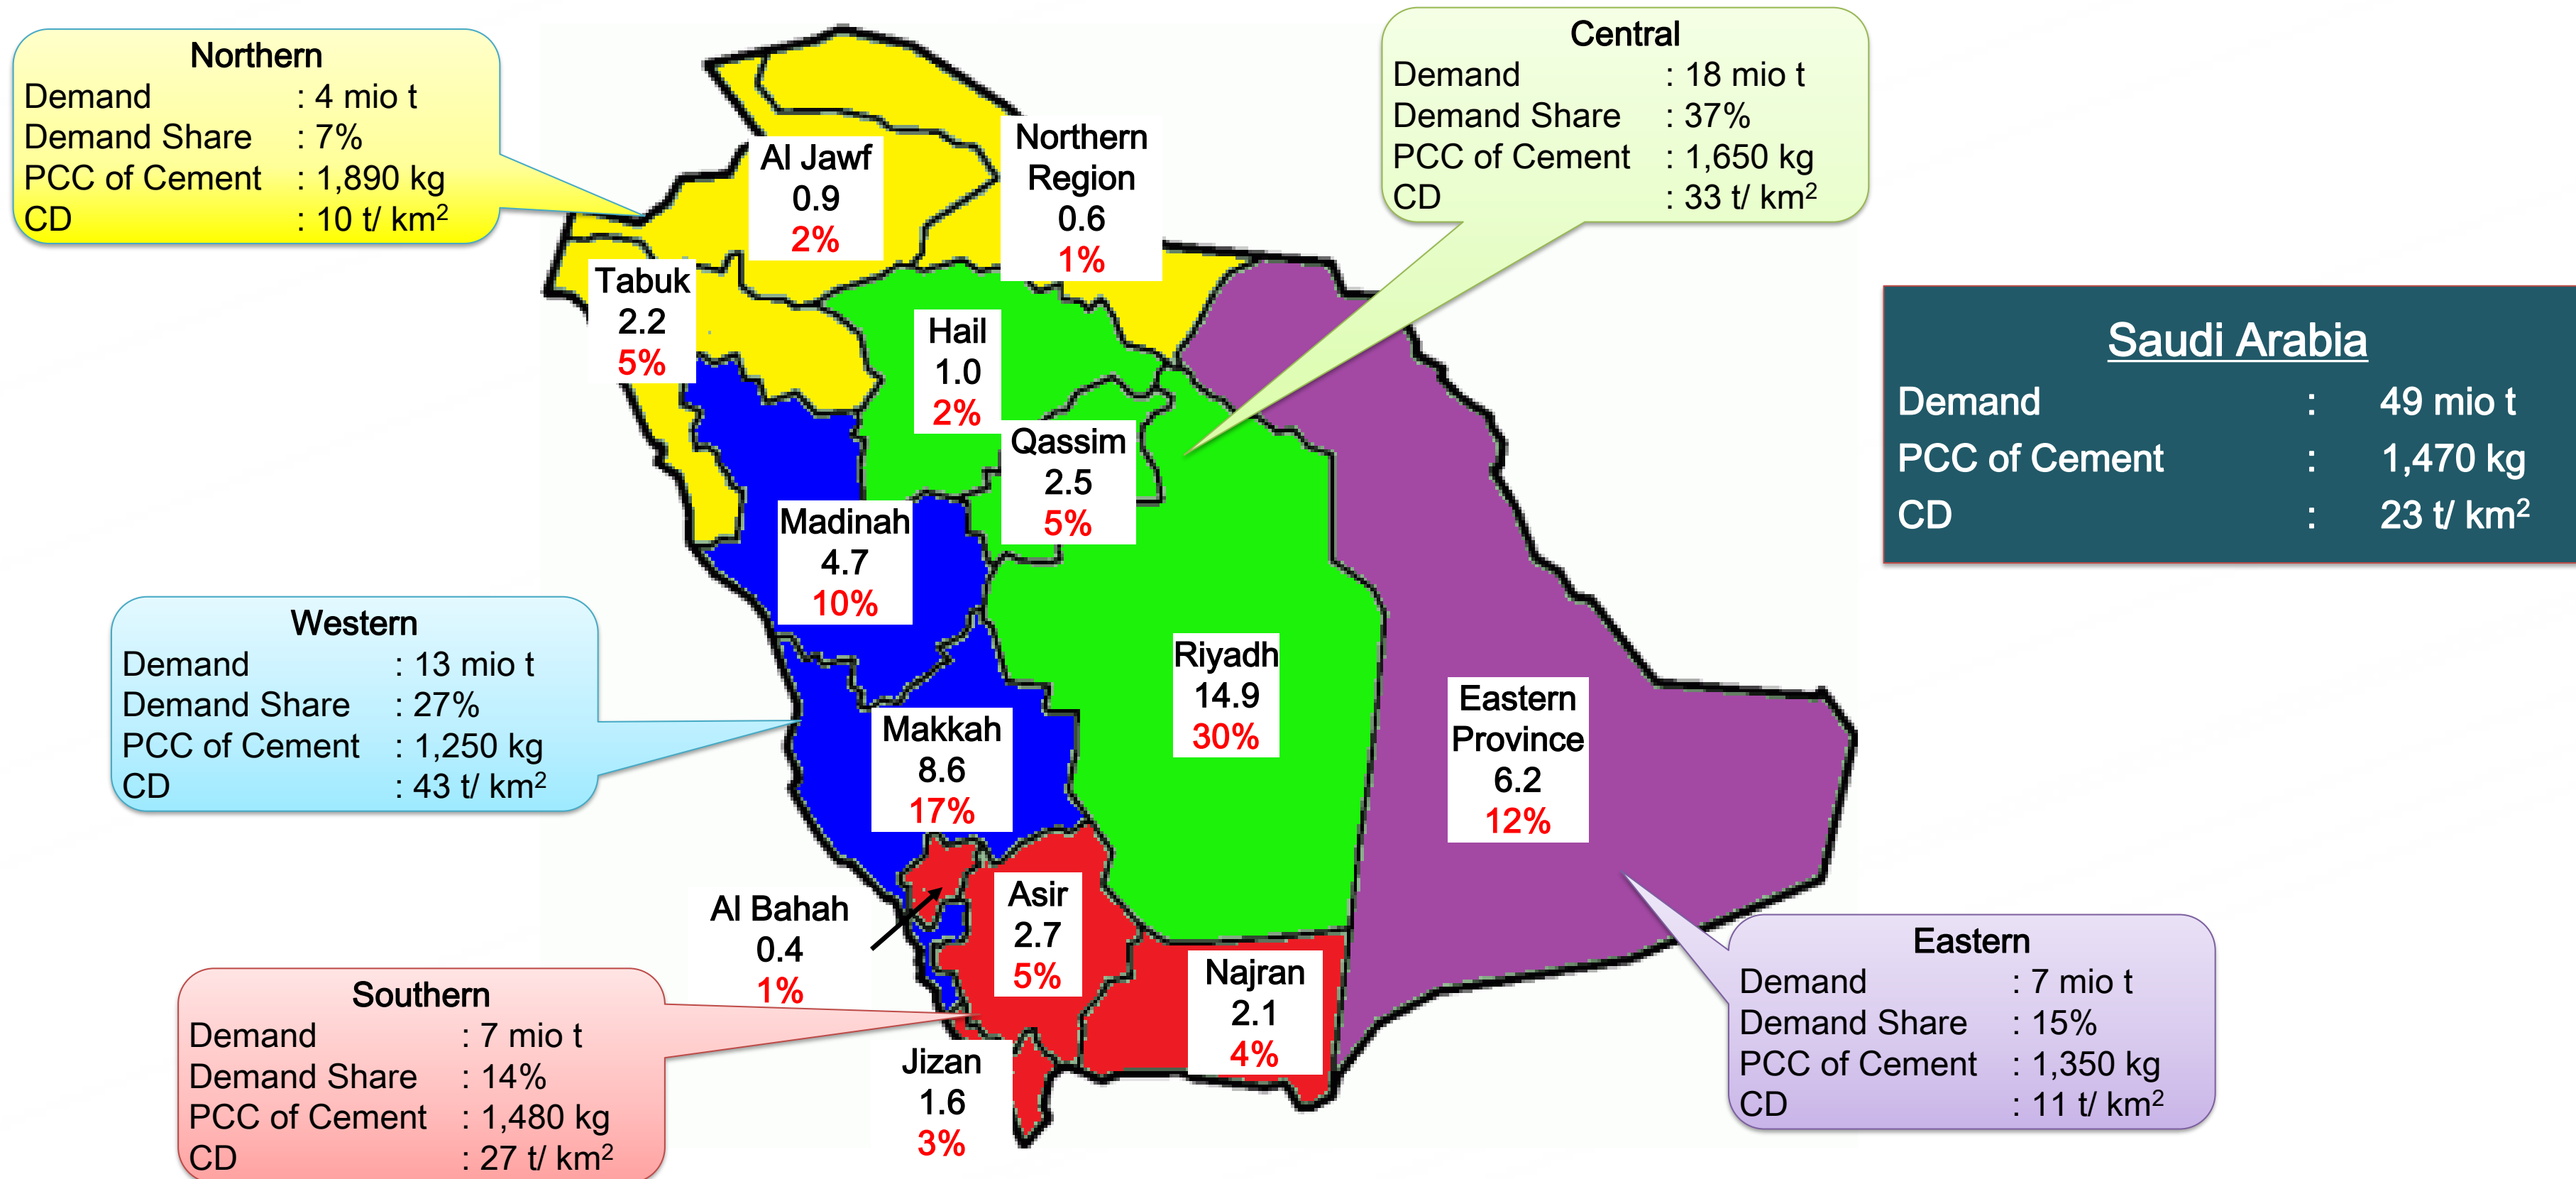 Northern
Demand : 4 mio t
Demand Share : 7%
PCC of Cement : 1,890 kg
CD : 10 t/ km²
Central
Demand : 18 mio t
Demand Share : 37%
PCC of Cement : 1,650 kg
CD : 33 t/ km²
Al Jawf
0.9
2%
Northern
Region
0.6
1%
Tabuk
2.2
5%
Hail
1.0
2%
Qassim
2.5
5%
Saudi Arabia
Demand : 49 mio t
PCC of Cement : 1,470 kg
CD : 23 t/ km²
Madinah
4.7
10%
Western
Demand : 13 mio t
Demand Share : 27%
PCC of Cement : 1,250 kg
CD : 43 t/ km²
Makkah
8.6
17%
Riyadh
14.9
30%
Eastern
Province
6.2
12%
Al Bahah
0.4
1%
Asir
2.7
5%
Najran
2.1
4%
Jizan
1.6
3%
Southern
Demand : 7 mio t
Demand Share : 14%
PCC of Cement : 1,480 kg
CD : 27 t/ km²
Eastern
Demand : 7 mio t
Demand Share : 15%
PCC of Cement : 1,350 kg
CD : 11 t/ km²